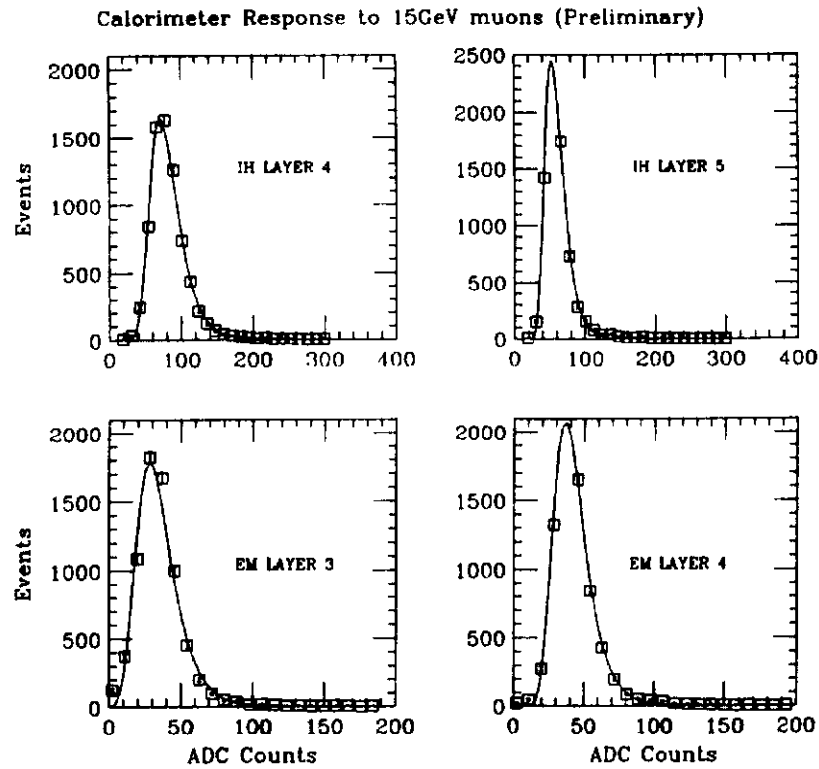 Calorimeter Response to 15GeV muons (Preliminary)
2000
1500
1000
500
0
Events
IH LAYER 4
0 100 200 300 400
2500
2000
1500
1000
500
0
IH LAYER 5
0 100 200 300 400
2000
1500
1000
500
0
Events
EM LAYER 3
0 50 100 150 200
ADC Counts
2000
1500
1000
500
0
EM LAYER 4
0 50 100 150 200
ADC Counts